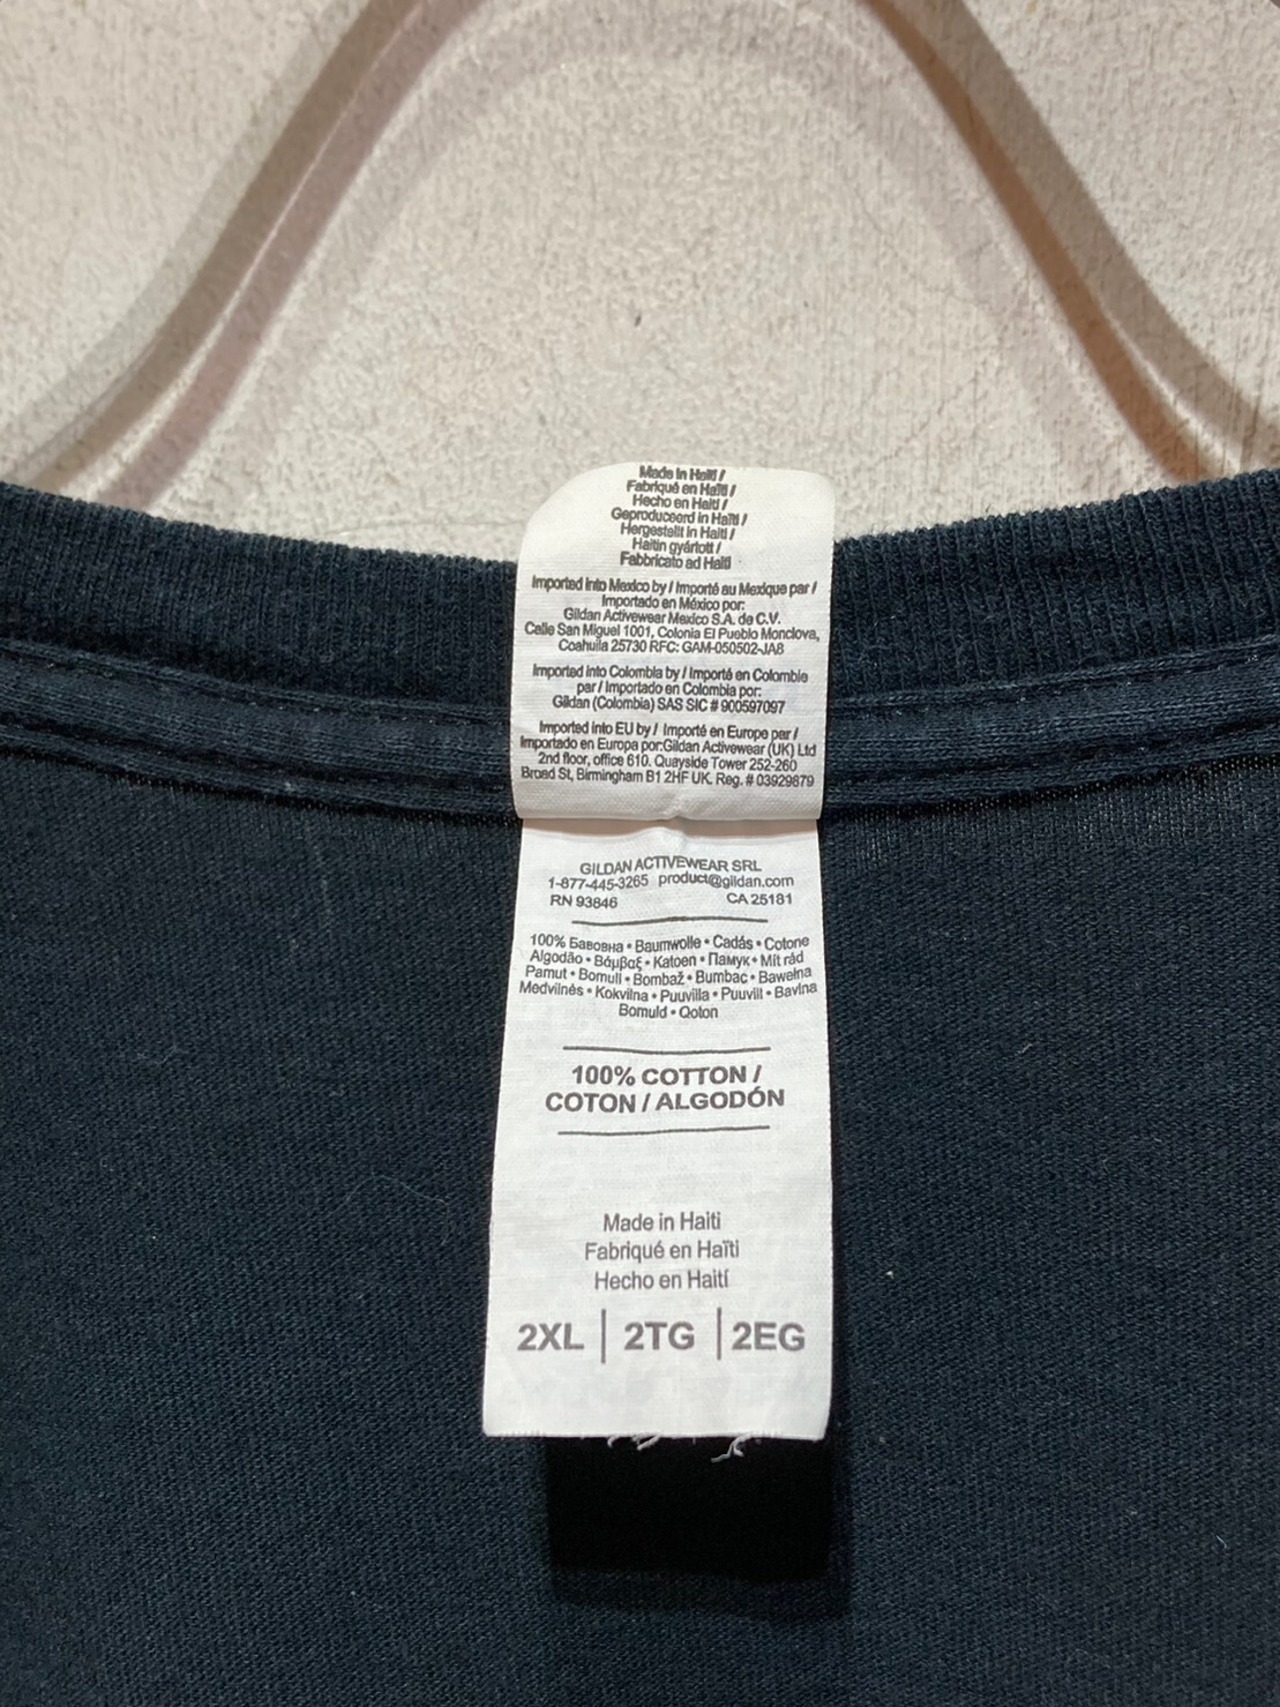 Made in Haiti /
Fabriqué en Haïti /
Hecho en Haití /
Geproduceerd in Haïti /
Hergestellt in Haiti /
Haitin gyártott /
Fabbricato ad Haiti
Imported into Mexico by / Importé au Mexique par /
Importado en México por:
Gildan Activewear Mexico S.A. de C.V.
Calle San Miguel 1001, Colonia El Pueblo Monclova,
Coahuila 25730 RFC: GAM-050502-JA8
Imported into Colombia by / Importé en Colombie
par / Importado en Colombia por:
Gildan (Colombia) SAS SIC # 900597097
Imported into EU by / Importé en Europe par /
Importado en Europa por:Gildan Activewear (UK) Ltd
2nd floor, office 610. Quayside Tower 252-260
Broad St, Birmingham B1 2HF UK. Reg. # 03929879
GILDAN ACTIVEWEAR SRL
1-877-445-3265 product@gildan.com
RN 93846 CA 25181
100% Бавовна • Baumwolle • Cadás • Cotone
Algodão • Βάμβαξ • Katoen • Памук • Mit rád
Pamut • Bomull • Bombaž • Bumbac • Bawełna
Medvilnės • Kokvilna • Puuvilla • Puuvill • Bavlna
Bomuld • Qoton
100% COTTON /
COTON / ALGODÓN
Made in Haiti
Fabriqué en Haïti
Hecho en Haití
2XL | 2TG | 2EG